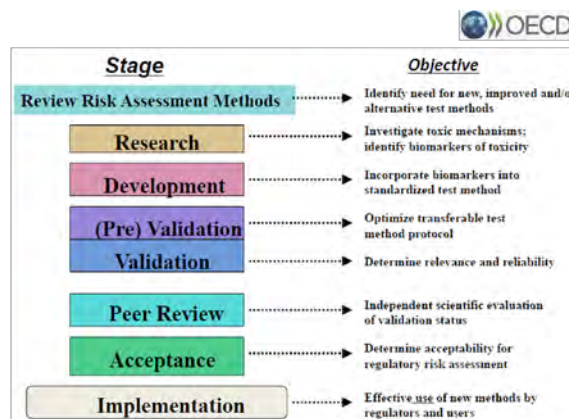 OECD
Stage
Objective
Review Risk Assessment Methods
Identify need for new, improved and/o
alternative test methods
Research
Investigate toxic mechanisms;
identify biomarkers of toxicity
Development
Incorporate biomarkers into
standardized test method
(Pre) Validation
Optimize transferable test
method protocol
Validation
Determine relevance and reliability
Peer Review
Independent scientific evaluation
of validation status
Acceptance
Determine acceptability for
regulatory risk assessment
Implementation
Effective use of new methods by
regulators and users